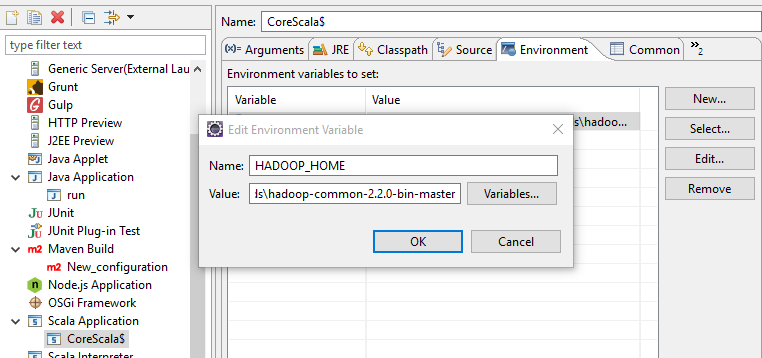 Name: CoreScala$
type filter text
Generic Server(External Lau
Grunt
Gulp
HTTP Preview
J2EE Preview
Java Applet
Java Application
run
JUnit
JUnit Plug-in Test
Maven Build
New_configuration
Node.js Application
OSGi Framework
Scala Application
CoreScala$
(x)= Arguments JRE Classpath Source Environment Common »2
Environment variables to set:
Variable Value
s\hadoo...
New...
Select...
Edit...
Remove
Edit Environment Variable
Name: HADOOP_HOME
Value: ds\hadoop-common-2.2.0-bin-master Variables...
OK Cancel